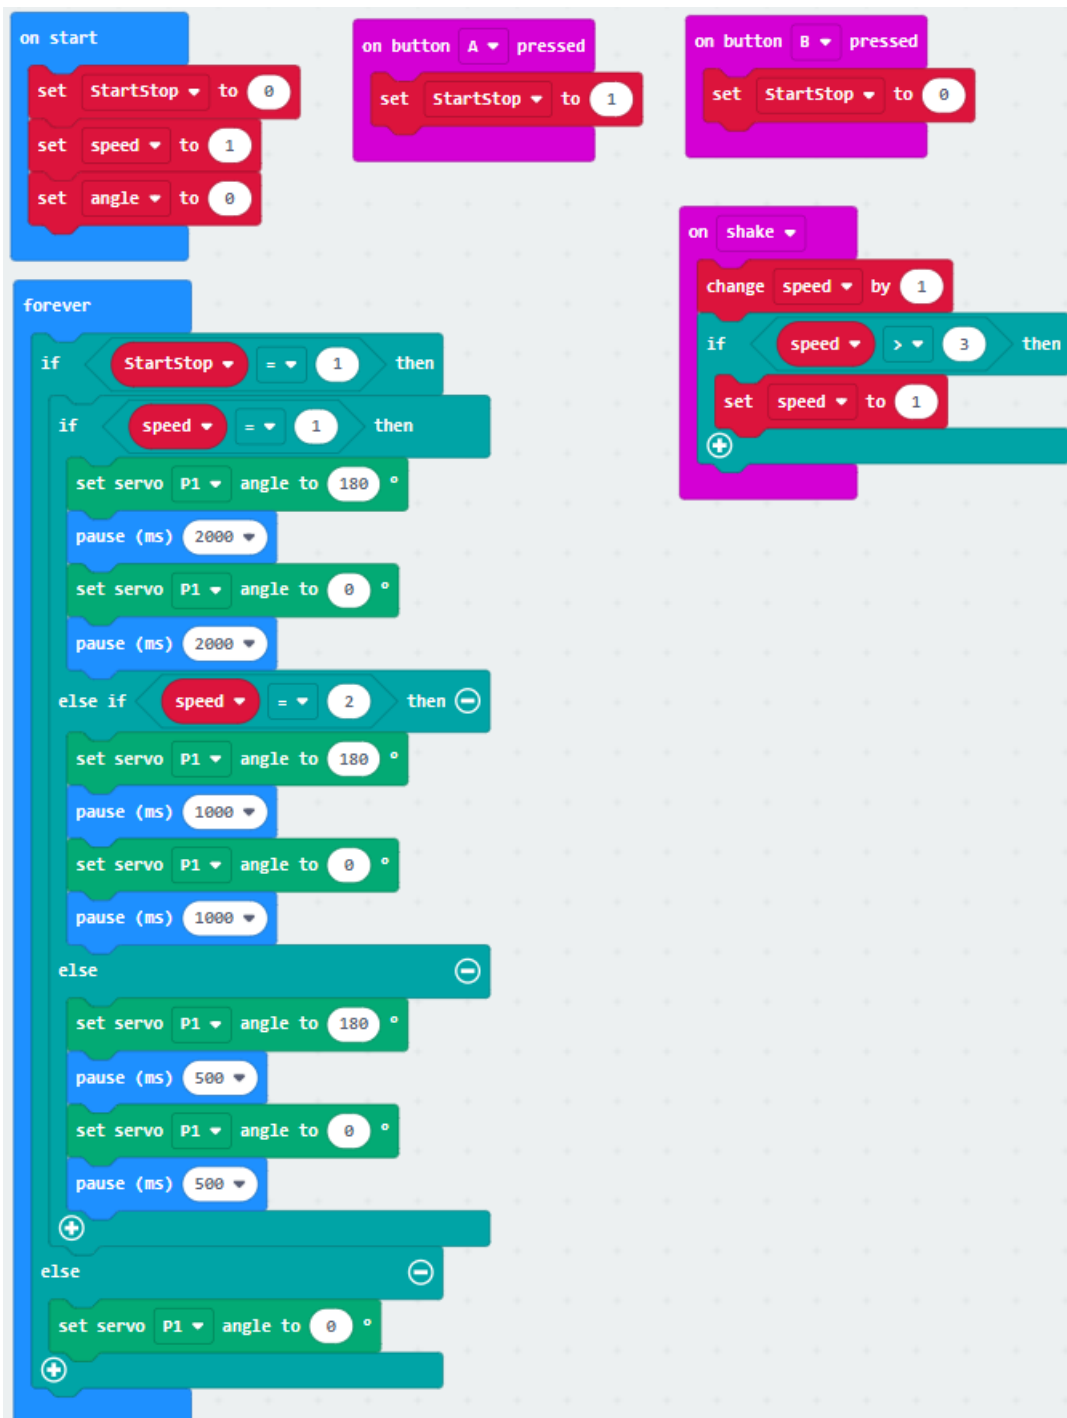 on start
set StartStop to 0
set speed to 1
set angle to 0
on button A pressed
set StartStop to 1
on button B pressed
set StartStop to 0
on shake
change speed by 1
if speed > 3 then
set speed to 1
forever
if StartStop = 1 then
if speed = 1 then
set servo P1 angle to 180 °
pause (ms) 2000
set servo P1 angle to 0 °
pause (ms) 2000
else if speed = 2 then
set servo P1 angle to 180 °
pause (ms) 1000
set servo P1 angle to 0 °
pause (ms) 1000
else
set servo P1 angle to 180 °
pause (ms) 500
set servo P1 angle to 0 °
pause (ms) 500
else
set servo P1 angle to 0 °